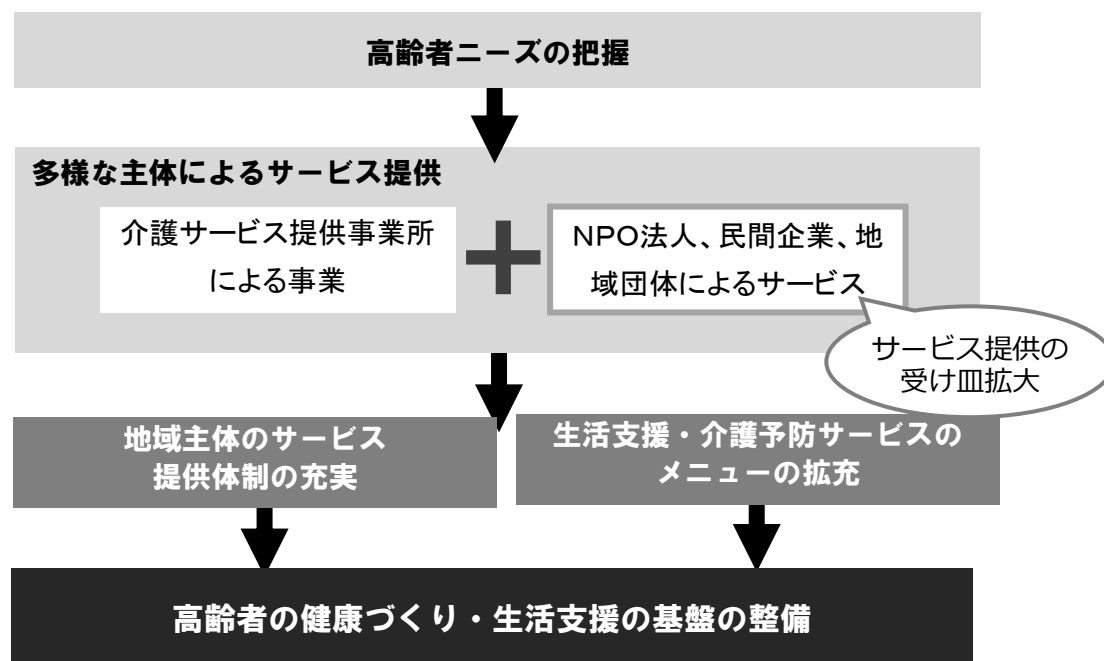 高齢者ニーズの把握
多様な主体によるサービス提供
介護サービス提供事業所
による事業
NPO法人、民間企業、地
域団体によるサービス
サービス提供の
受け皿拡大
地域主体のサービス
提供体制の充実
生活支援・介護予防サービスの
メニューの拡充
高齢者の健康づくり・生活支援の基盤の整備